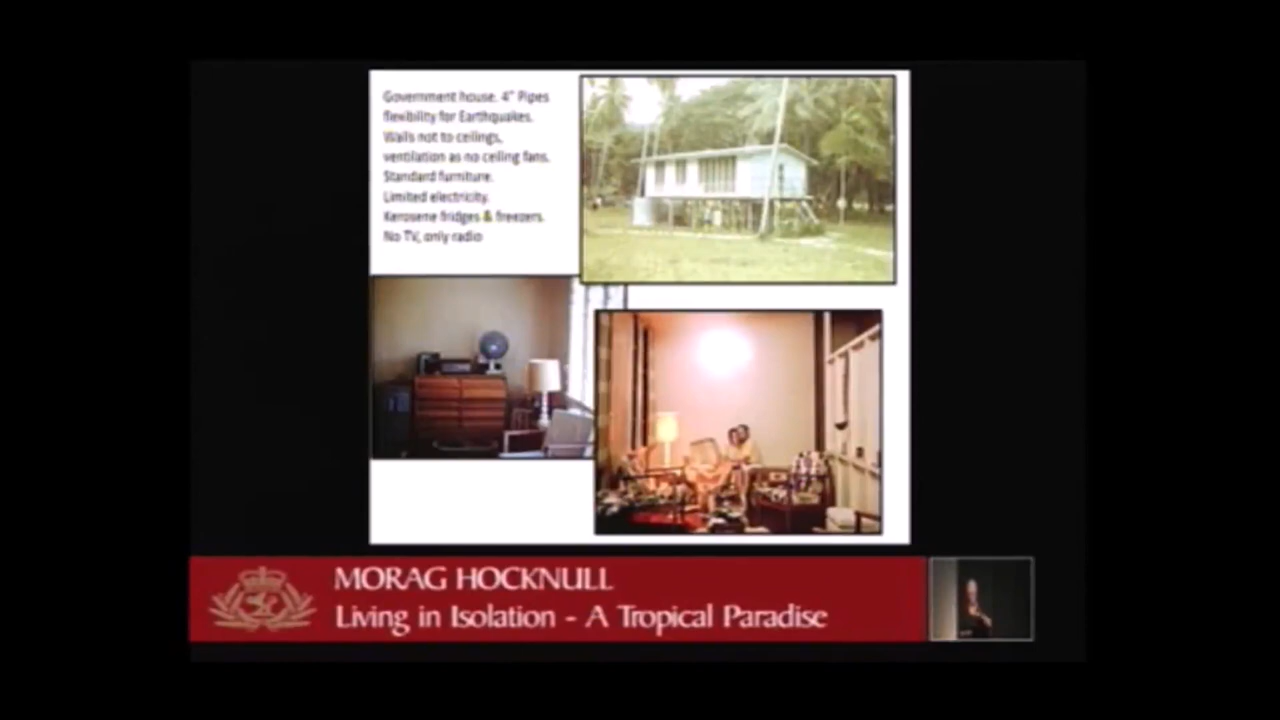 Government house. 4" Pipes
flexibility for Earthquakes.
Walls not to ceilings,
ventilation as no ceiling fans.
Standard furniture.
Limited electricity.
Kerosene fridges & freezers
No TV, only radio
MORAG HOCKNULL
Living in Isolation - A Tropical Paradise